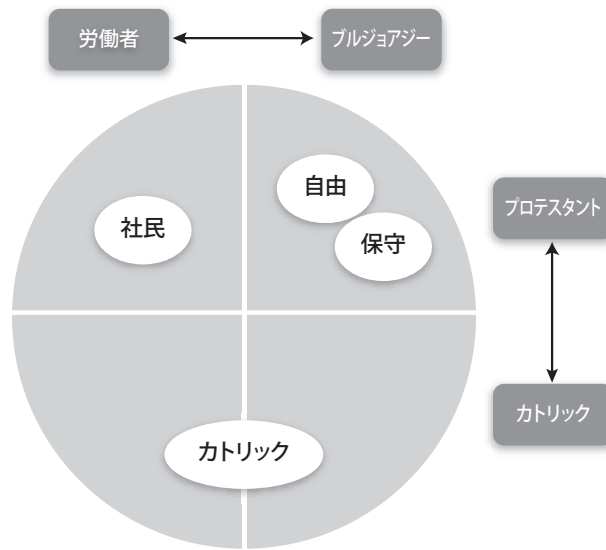 労働者
ブルジョアジー
自由
プロテスタント
社民
保守
カトリック
カトリック